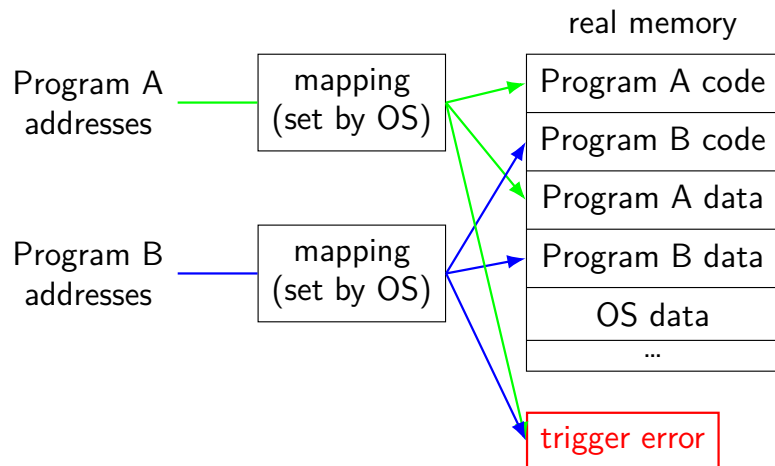 real memory
Program A
addresses
mapping
(set by OS)
Program A code
Program B code
Program A data
Program B
addresses
mapping
(set by OS)
Program B data
OS data
...
trigger error